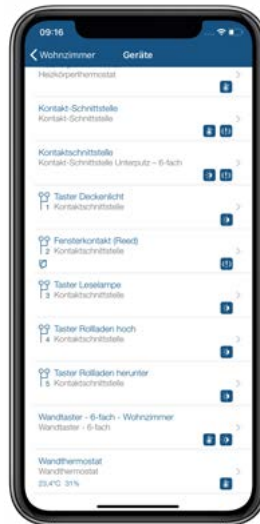 09:16
Wohnzimmer Geräte
Heizkörperthermostat
Kontakt-Schnittstelle
Kontakt-Schnittstelle
Kontaktschnittstelle
Kontakt-Schnittstelle Unterputz – 6-fach
Taster Deckenlicht
1 Kontaktschnittstelle
Fensterkontakt (Reed)
2 Kontaktschnittstelle
Taster Leselampe
3 Kontaktschnittstelle
Taster Rollladen hoch
4 Kontaktschnittstelle
Taster Rollladen herunter
5 Kontaktschnittstelle
Wandtaster - 6-fach - Wohnzimmer
Wandtaster - 6-fach
Wandthermostat
Wandthermostat
23,4°C 31%